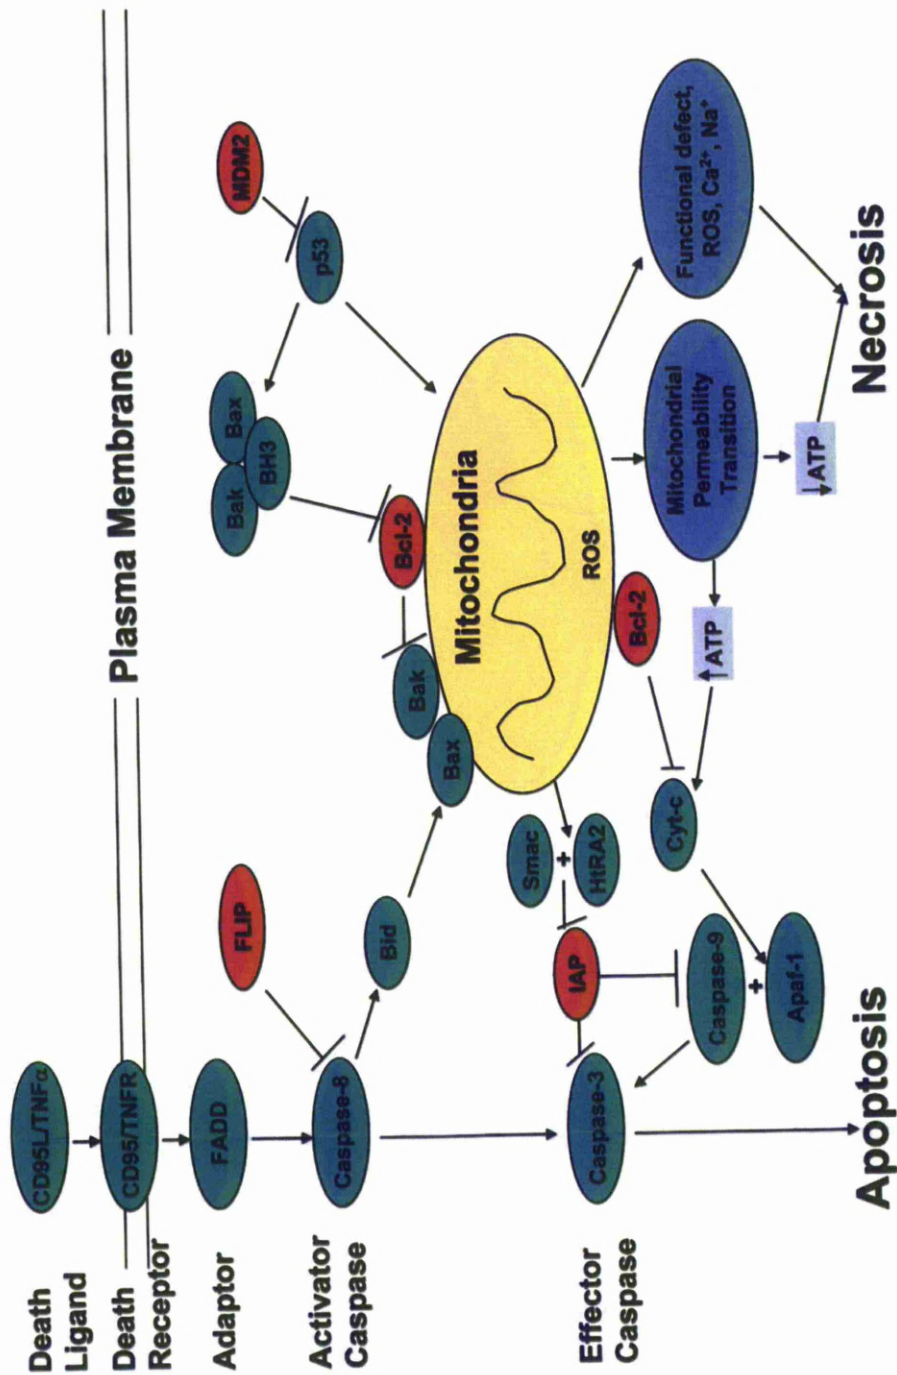 Death
Ligand
CD95L/TNFα
Death
Receptor
CD95/TNFR
Plasma Membrane
Adaptor
FADD
FLIP
Bak
Bax
BH3
MDM2
p53
Activator
Caspase
Caspase-8
Bid
Bax
Bak
Bcl-2
Mitochondria
ROS
Smac
+
HtRA2
Effector
Caspase
Caspase-3
IAP
Bcl-2
Caspase-9
+
Apaf-1
Cyt-c
↑ATP
Mitochondrial
Permeability
Transition
Functional defect,
ROS, Ca²⁺, Na⁺
↓ATP
Apoptosis
Necrosis